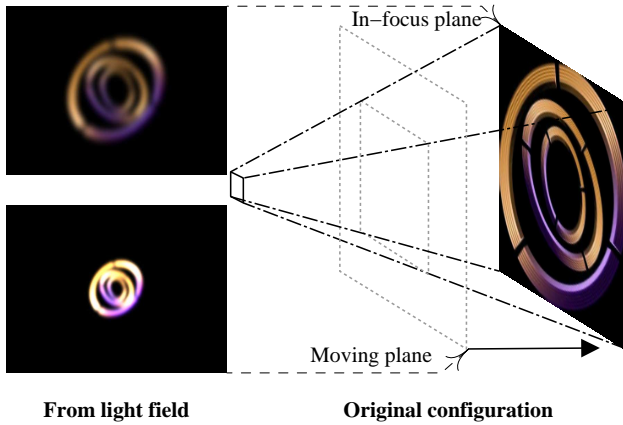 In−focus plane
Moving plane
From light field
Original configuration